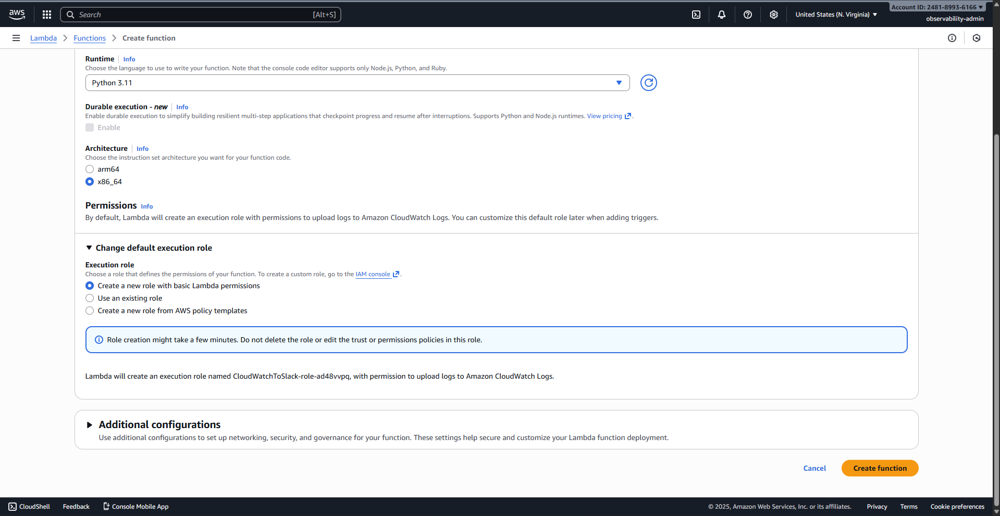 aws
Search
[Alt+S]
United States (N. Virginia)
Account ID: 2481-8993-6166
observability-admin
Lambda
Functions
Create function
Runtime
Info
Choose the language to use to write your function. Note that the console code editor supports only Node.js, Python, and Ruby.
Python 3.11
Durable execution - new
Info
Enable durable execution to simplify building resilient multi-step applications that checkpoint progress and resume after interruptions. Supports Python and Node.js runtimes. View pricing .
Enable
Architecture
Info
Choose the instruction set architecture you want for your function code.
arm64
x86_64
Permissions
Info
By default, Lambda will create an execution role with permissions to upload logs to Amazon CloudWatch Logs. You can customize this default role later when adding triggers.
Change default execution role
Execution role
Choose a role that defines the permissions of your function. To create a custom role, go to the IAM console .
Create a new role with basic Lambda permissions
Use an existing role
Create a new role from AWS policy templates
Role creation might take a few minutes. Do not delete the role or edit the trust or permissions policies in this role.
Lambda will create an execution role named CloudWatchToSlack-role-ad48vvpq, with permission to upload logs to Amazon CloudWatch Logs.
Additional configurations
Use additional configurations to set up networking, security, and governance for your function. These settings help secure and customize your Lambda function deployment.
Cancel
Create function
CloudShell
Feedback
Console Mobile App
© 2025, Amazon Web Services, Inc. or its affiliates.
Privacy
Terms
Cookie preferences